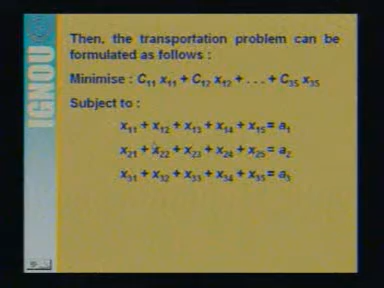 IGNOU
Then, the transportation problem can be
formulated as follows :
Minimise : C₁₁ x₁₁ + C₁₂ x₁₂ + . . . + C₃₅ x₃₅
Subject to :
x₁₁ + x₁₂ + x₁₃ + x₁₄ + x₁₅ = a₁
x₂₁ + x₂₂ + x₂₃ + x₂₄ + x₂₅ = a₂
x₃₁ + x₃₂ + x₃₃ + x₃₄ + x₃₅ = a₃